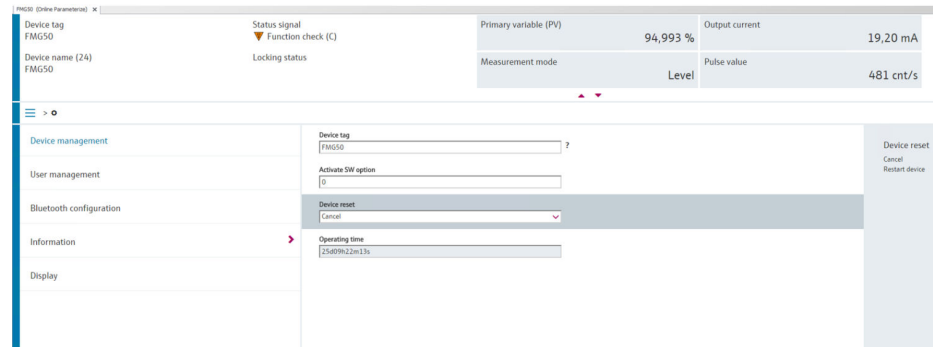 FMG50 (Online Parameterize) ×
Device tag
FMG50
Status signal
Function check (C)
Primary variable (PV)
94,993 %
Output current
19,20 mA
Device name (24)
FMG50
Locking status
Measurement mode
Level
Pulse value
481 cnt/s
>
Device management
User management
Bluetooth configuration
Information
Display
Device tag
FMG50 ?
Activate SW option
0
Device reset
Cancel
Operating time
25d09h22m13s
Device reset
Cancel
Restart device